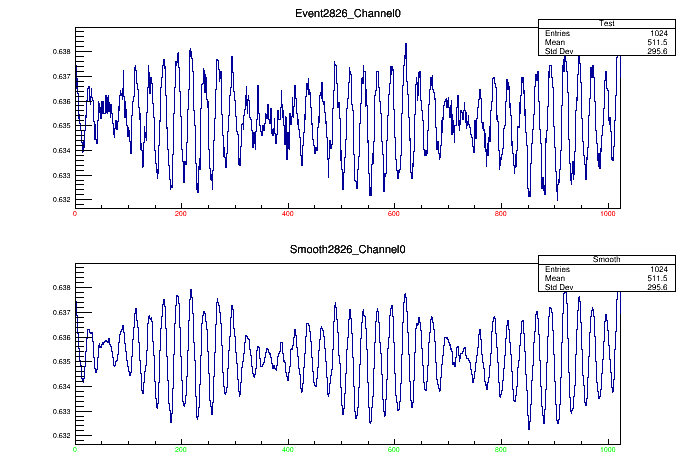 Event2826_Channel0
Test
Entries 1024
Mean 511.5
Std Dev 295.6
0.638
0.637
0.636
0.635
0.634
0.633
0.632
0 200 400 600 800 1000
Smooth2826_Channel0
Smooth
Entries 1024
Mean 511.5
Std Dev 295.6
0.638
0.637
0.636
0.635
0.634
0.633
0.632
0 200 400 600 800 1000